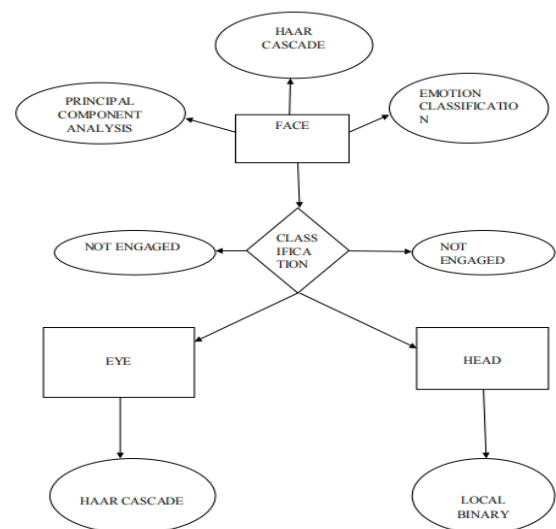 HAAR
CASCADE
PRINCIPAL
COMPONENT
ANALYSIS
FACE
EMOTION
CLASSIFICATIO
N
NOT ENGAGED
CLASS
IFICA
TION
NOT
ENGAGED
EYE
HEAD
HAAR CASCADE
LOCAL
BINARY